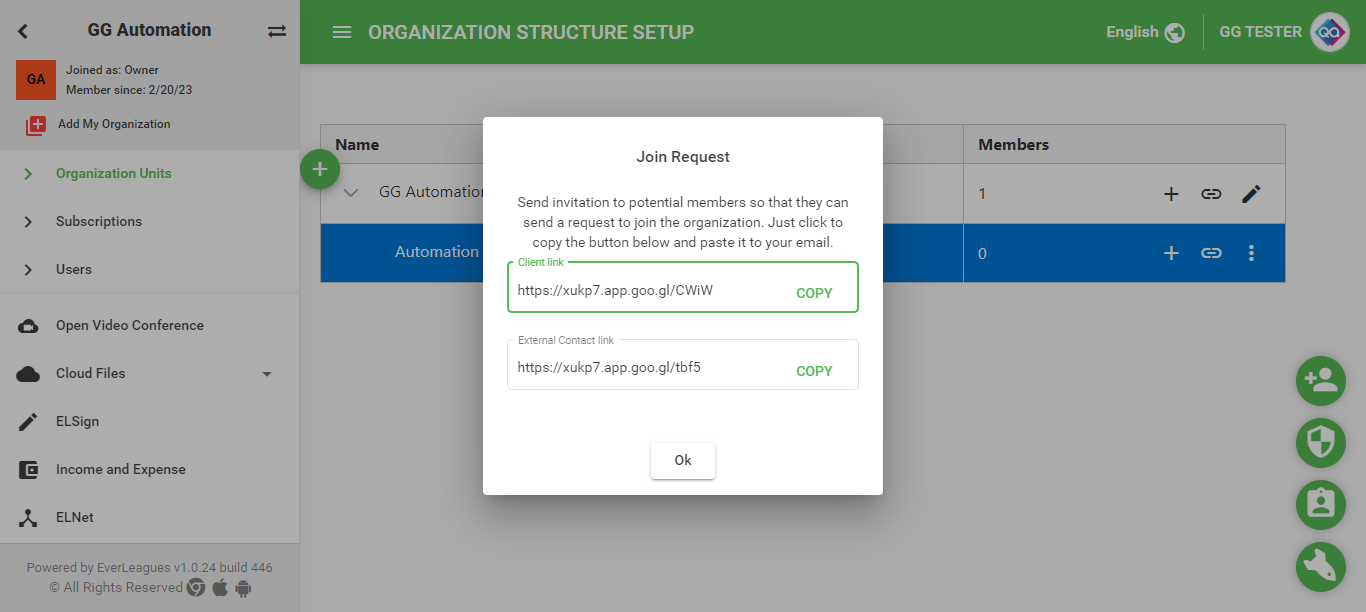 GG Automation
GA
Joined as: Owner
Member since: 2/20/23
Add My Organization
Organization Units
Subscriptions
Users
Open Video Conference
Cloud Files
ELSign
Income and Expense
ELNet
Powered by EverLeagues v1.0.24 build 446
© All Rights Reserved
ORGANIZATION STRUCTURE SETUP
English
GG TESTER
Name
Members
GG Automation
1
Automation
0
Join Request
Send invitation to potential members so that they can
send a request to join the organization. Just click to
copy the button below and paste it to your email.
Client link
https://xukp7.app.goo.gl/CWiW
COPY
External Contact link
https://xukp7.app.goo.gl/tbf5
COPY
Ok